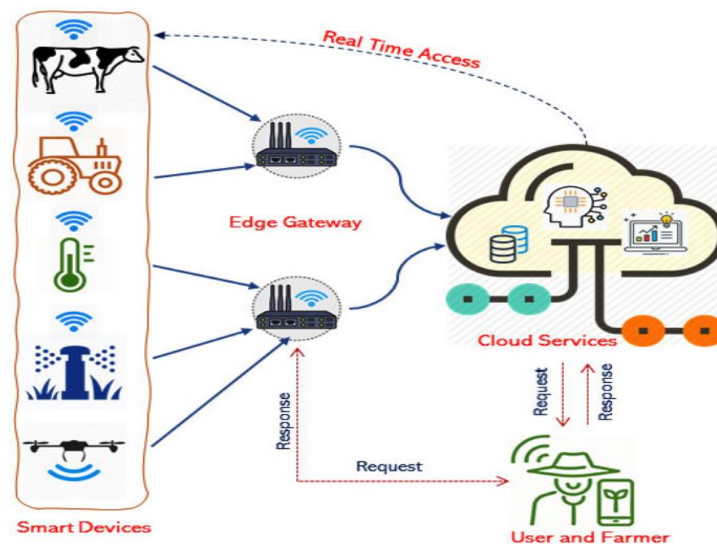 Real Time Access
Edge Gateway
Cloud Services
Request
Response
Response
Request
Smart Devices
User and Farmer